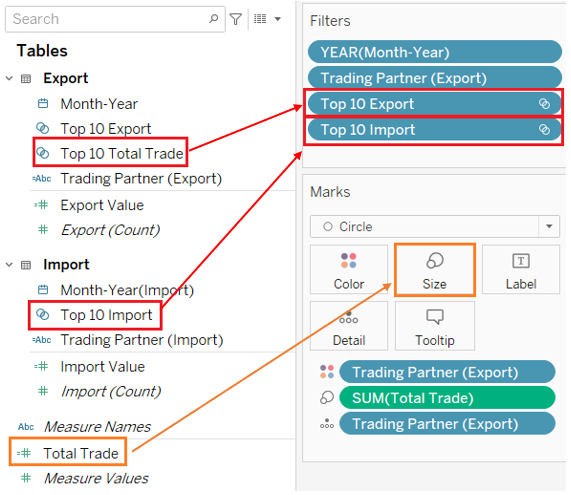 Search
Tables
Export
Month-Year
Top 10 Export
Top 10 Total Trade
Abc Trading Partner (Export)
Export Value
Export (Count)
Import
Month-Year(Import)
Top 10 Import
Abc Trading Partner (Import)
Import Value
Import (Count)
Abc Measure Names
Total Trade
Measure Values
Filters
YEAR(Month-Year)
Trading Partner (Export)
Top 10 Export
Top 10 Import
Marks
Circle
Color
Size
T Label
Detail
Tooltip
Trading Partner (Export)
SUM(Total Trade)
Trading Partner (Export)